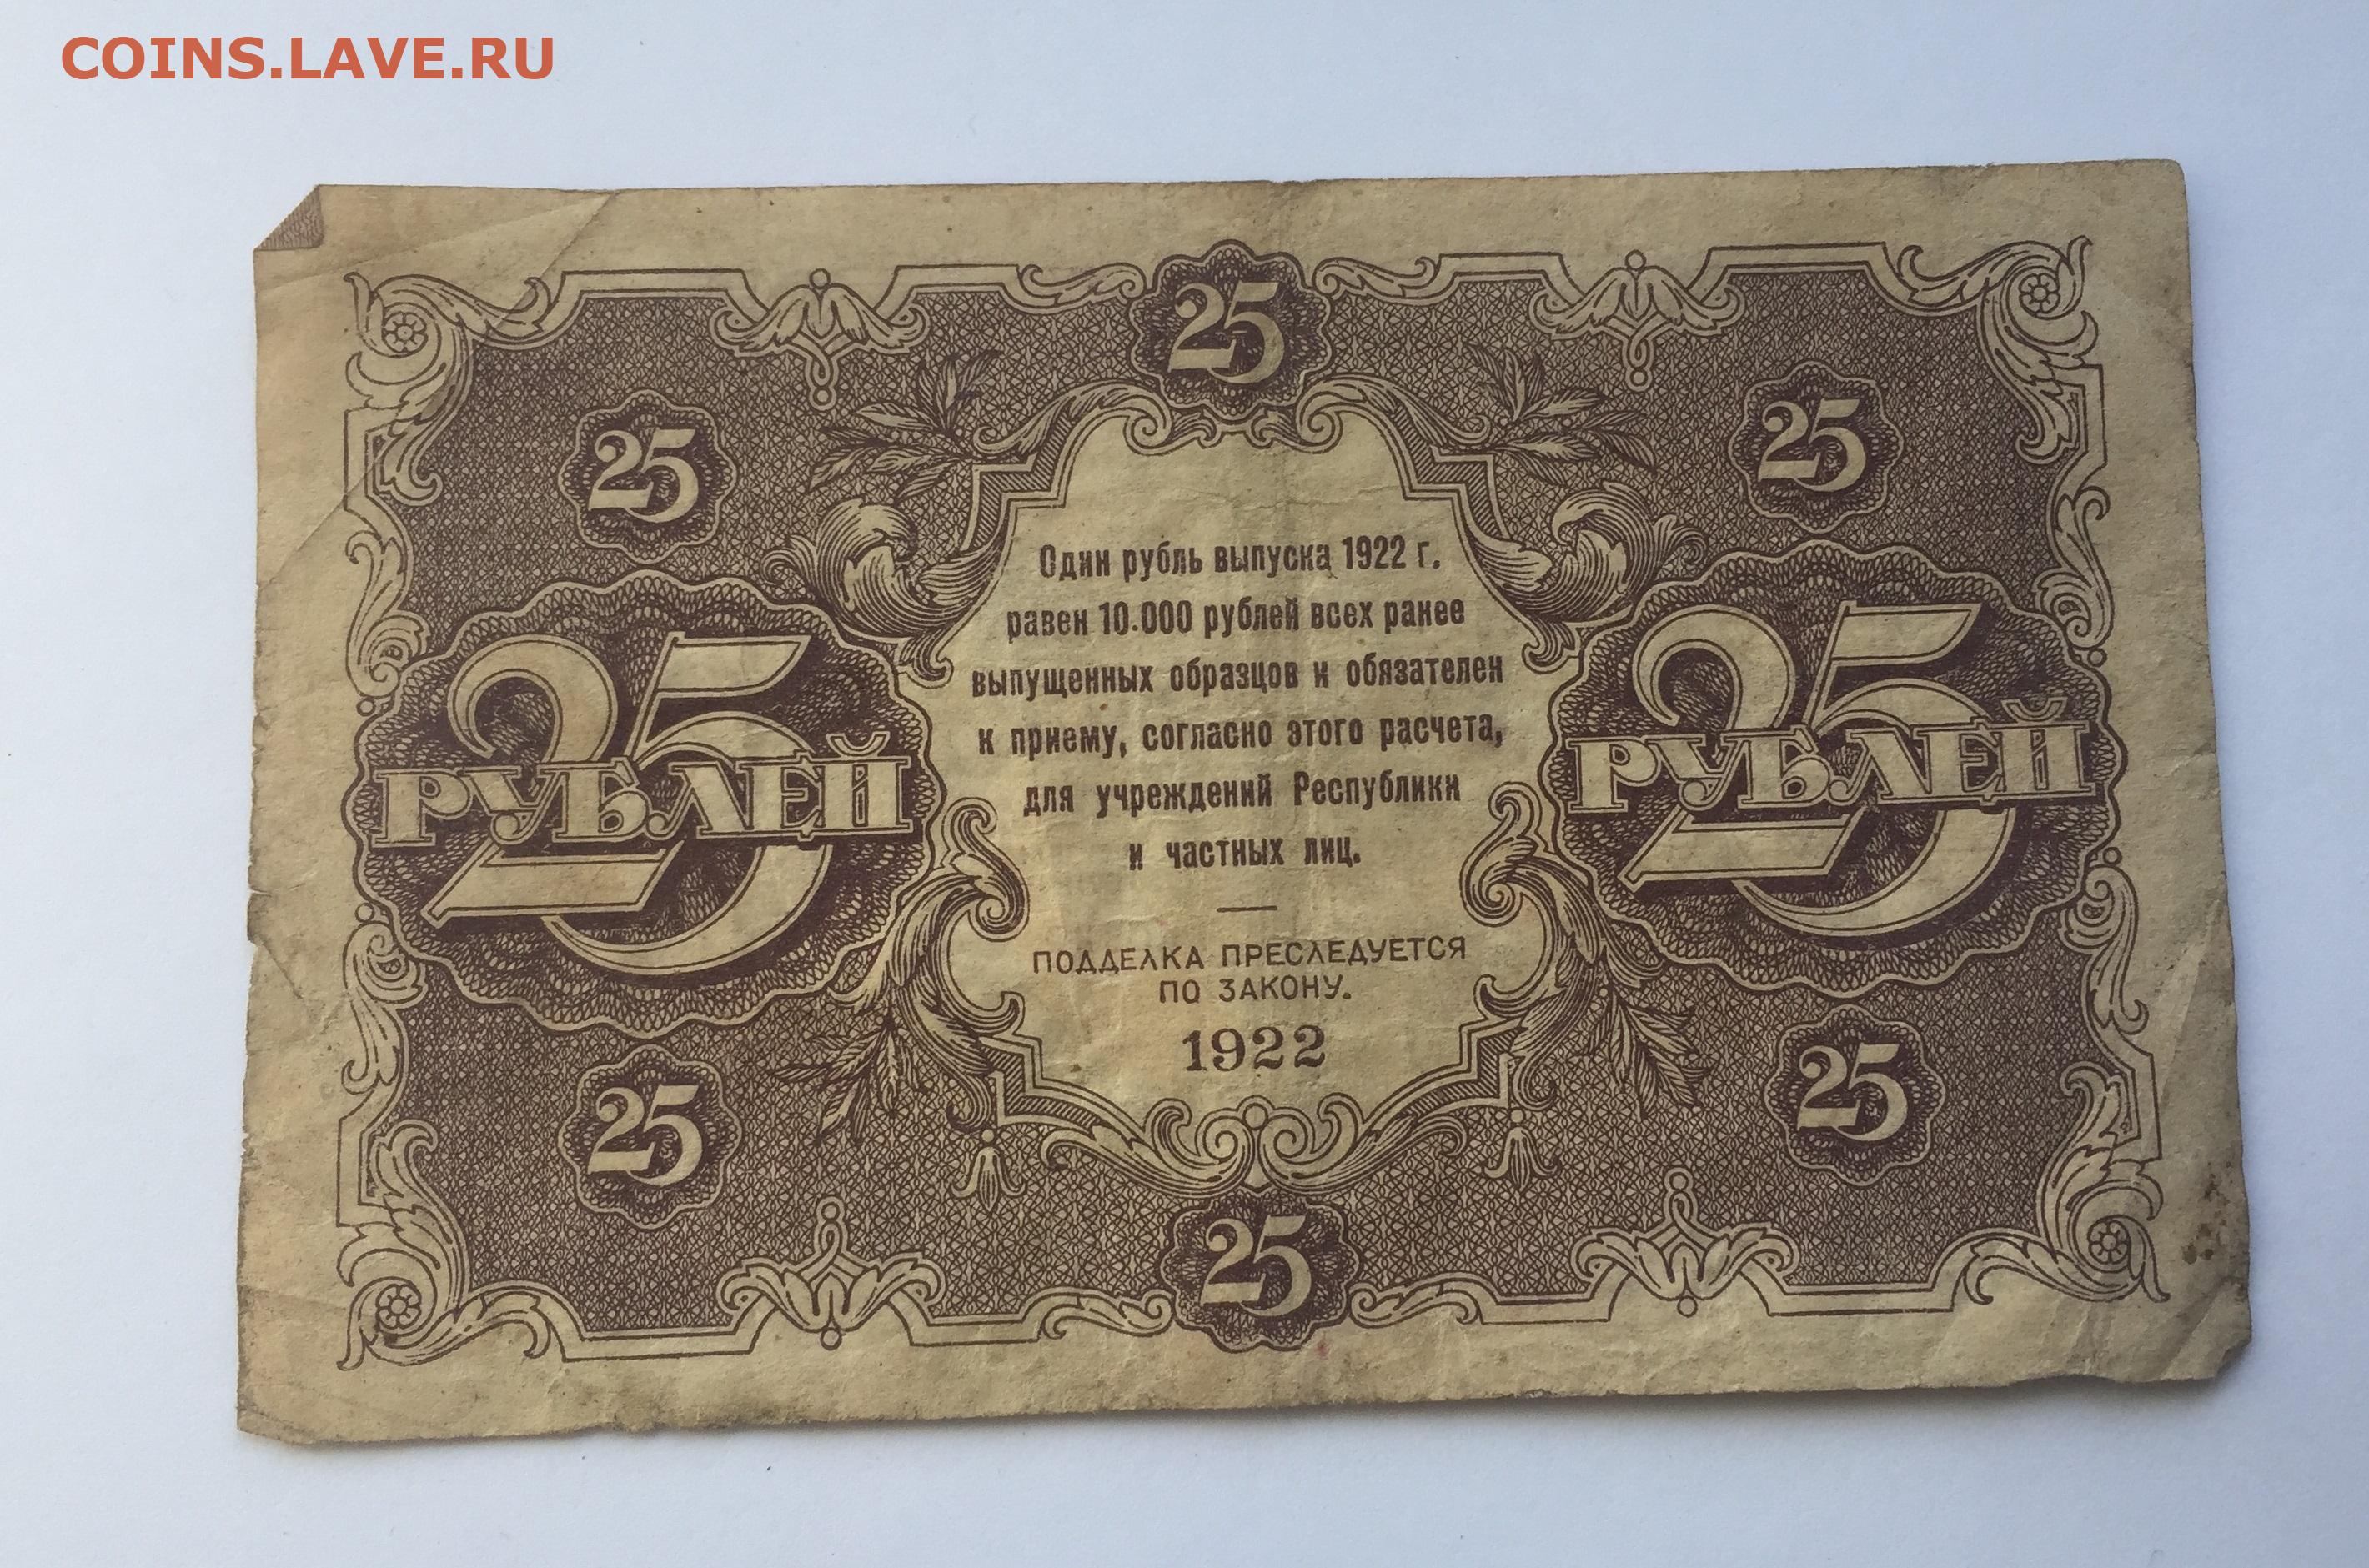 COINS.LAVE.RU
25
25
25
Один рубль выпуска 1922 г.
равен 10.000 рублей всех ранее
выпущенных образцов и обязателен
к приему, согласно этого расчета,
для учреждений Республики
и частных лиц.
25
РУБЛЕЙ
25
РУБЛЕЙ
ПОДДЕЛКА ПРЕСЛЕДУЕТСЯ
ПО ЗАКОНУ.
1922
25
25
25